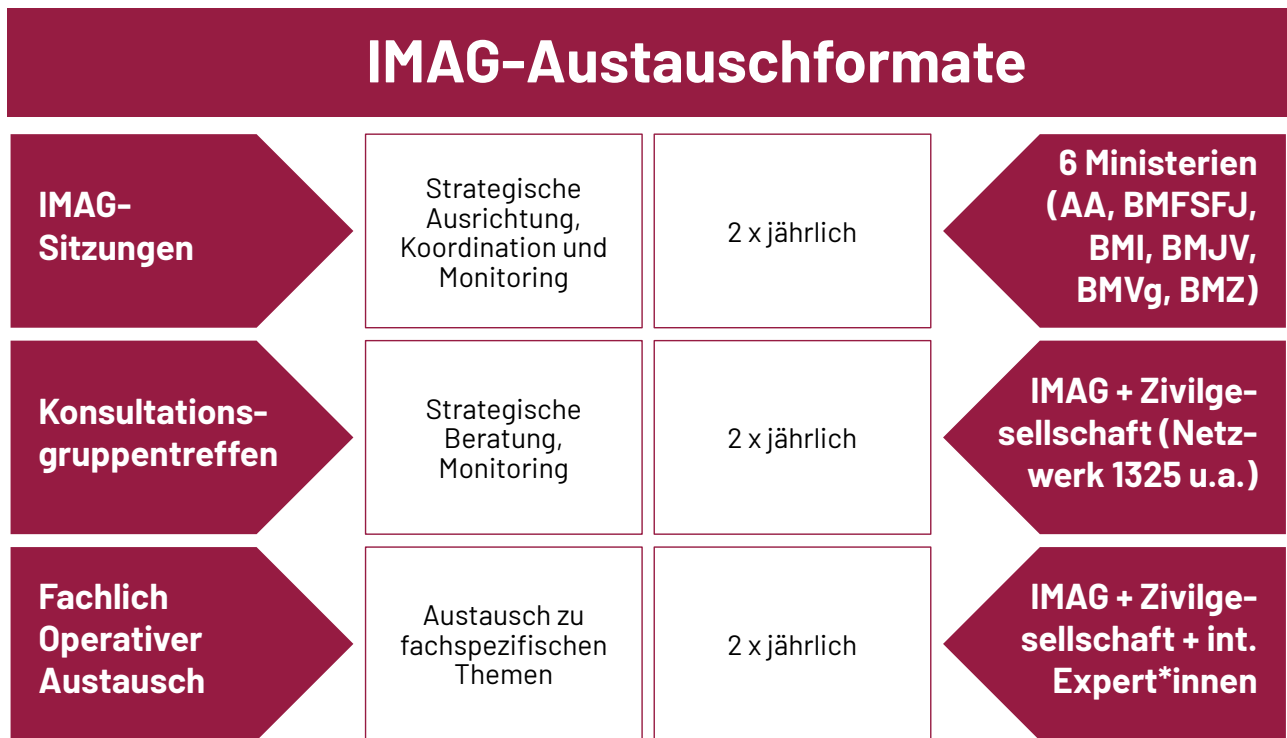 IMAG-Austauschformate
IMAG-
Sitzungen
Strategische
Ausrichtung,
Koordination und
Monitoring
2 x jährlich
6 Ministerien
(AA, BMFSFJ,
BMI, BMJV,
BMVg, BMZ)
Konsultations-
gruppentreffen
Strategische
Beratung,
Monitoring
2 x jährlich
IMAG + Zivilge-
sellschaft (Netz-
werk 1325 u.a.)
Fachlich
Operativer
Austausch
Austausch zu
fachspezifischen
Themen
2 x jährlich
IMAG + Zivilge-
sellschaft + int.
Expert*innen